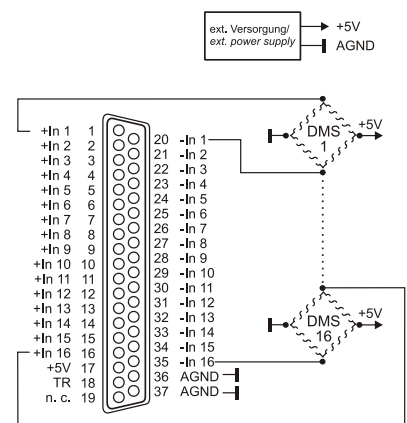 ext. Versorgung/
ext. power supply
+5V
AGND
+In 1 1
+In 2 2
+In 3 3
+In 4 4
+In 5 5
+In 6 6
+In 7 7
+In 8 8
+In 9 9
+In 10 10
+In 11 11
+In 12 12
+In 13 13
+In 14 14
+In 15 15
+In 16 16
+5V 17
TR 18
n. c. 19
20 -In 1
21 -In 2
22 -In 3
23 -In 4
24 -In 5
25 -In 6
26 -In 7
27 -In 8
28 -In 9
29 -In 10
30 -In 11
31 -In 12
32 -In 13
33 -In 14
34 -In 15
35 -In 16
36 AGND
37 AGND
DMS
1
+5V
DMS
16
+5V